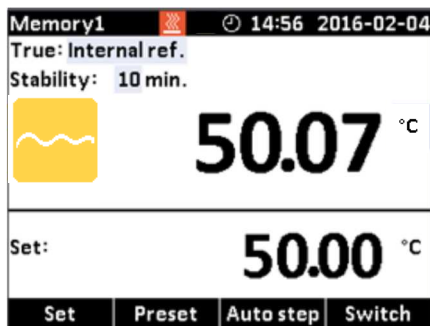 Memory1 14:56 2016-02-04
True: Internal ref.
Stability: 10 min.
50.07 °C
Set: 50.00 °C
Set Preset Auto step Switch